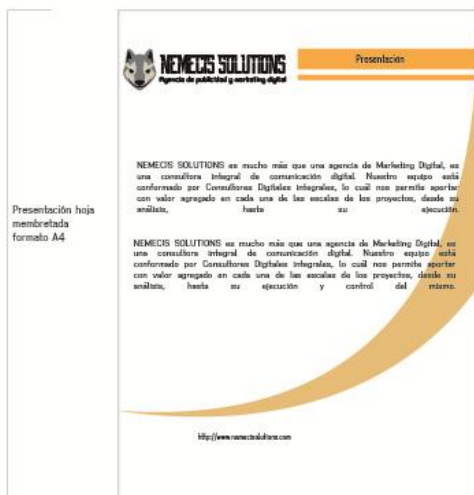 NEMECIS SOLUTIONS
Agencia de publicidad y marketing digital
Presentación
NEMECIS SOLUTIONS es mucho más que una agencia de Marketing Digital, es
una consultora integral de comunicación digital. Nuestro equipo está
conformado por Consultores Digitales integrales, lo cuál nos permite aportar
con valor agregado en cada una de las escalas de los proyectos, desde su
análisis, hasta su ejecución.
Presentación hoja
membretada
formato A4
NEMECIS SOLUTIONS es mucho más que una agencia de Marketing Digital, es
una consultora integral de comunicación digital. Nuestro equipo está
conformado por Consultores Digitales integrales, lo cuál nos permite aportar
con valor agregado en cada una de las escalas de los proyectos, desde su
análisis, hasta su ejecución y control del mismo.
http://www.nemecissolutions.com